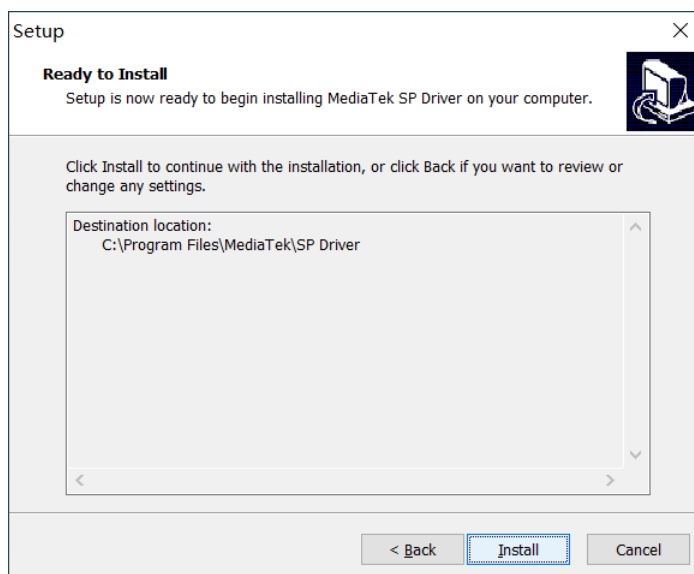 Setup
Ready to Install
Setup is now ready to begin installing MediaTek SP Driver on your computer.
Click Install to continue with the installation, or click Back if you want to review or
change any settings.
Destination location:
C:\Program Files\MediaTek\SP Driver
< Back
Install
Cancel